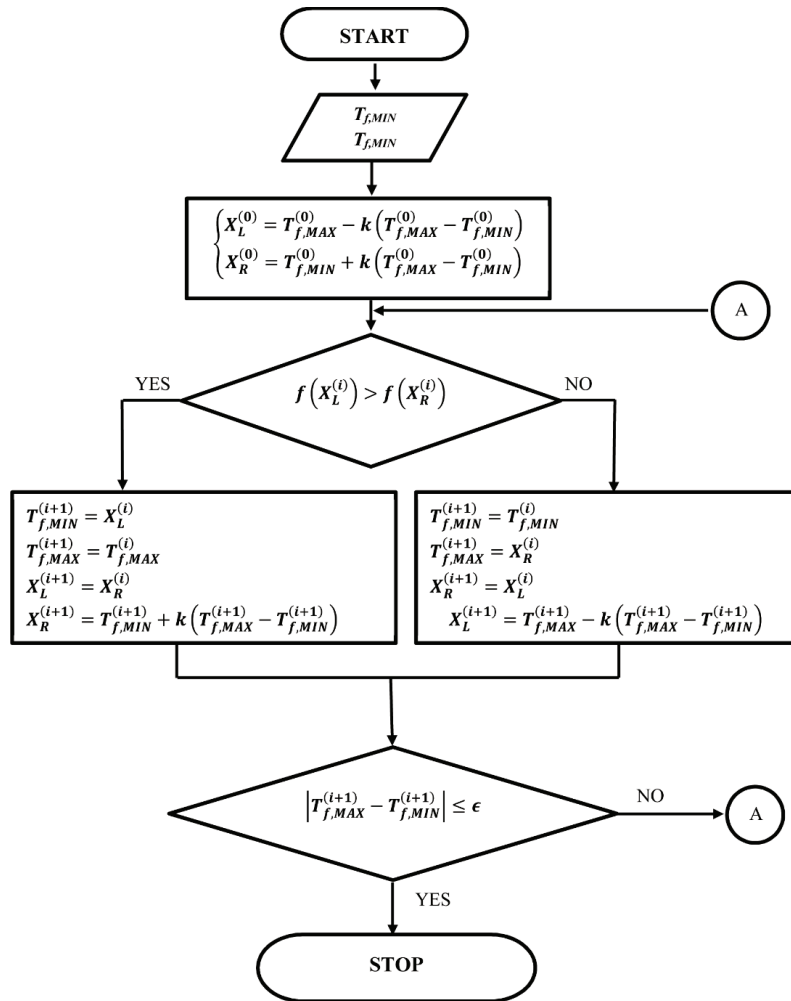 START
T_{f,MIN}
T_{f,MIN}
X_L^{(0)} = T_{f,MAX}^{(0)} − k(T_{f,MAX}^{(0)} − T_{f,MIN}^{(0)})
X_R^{(0)} = T_{f,MIN}^{(0)} + k(T_{f,MAX}^{(0)} − T_{f,MIN}^{(0)})
A
YES
f(X_L^{(i)}) > f(X_R^{(i)})
NO
T_{f,MIN}^{(i+1)} = X_L^{(i)}
T_{f,MAX}^{(i+1)} = T_{f,MAX}^{(i)}
X_L^{(i+1)} = X_R^{(i)}
X_R^{(i+1)} = T_{f,MIN}^{(i+1)} + k(T_{f,MAX}^{(i+1)} − T_{f,MIN}^{(i+1)})
T_{f,MIN}^{(i+1)} = T_{f,MIN}^{(i)}
T_{f,MAX}^{(i+1)} = X_R^{(i)}
X_R^{(i+1)} = X_L^{(i)}
X_L^{(i+1)} = T_{f,MAX}^{(i+1)} − k(T_{f,MAX}^{(i+1)} − T_{f,MIN}^{(i+1)})
|T_{f,MAX}^{(i+1)} − T_{f,MIN}^{(i+1)}| ≤ ϵ
NO
A
YES
STOP